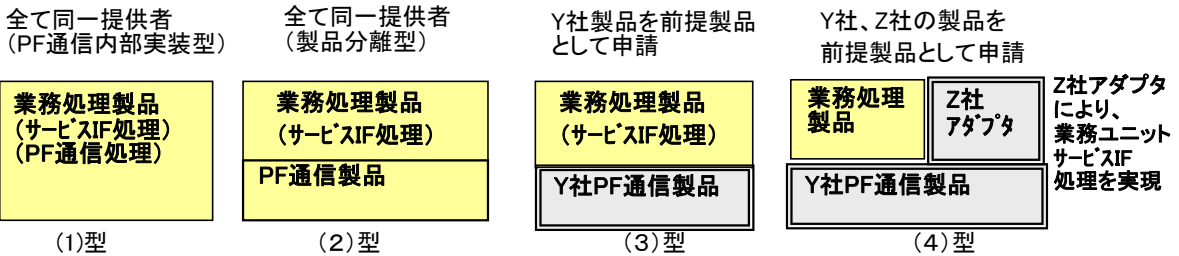 全て同一提供者
（PF通信内部実装型）
業務処理製品
（サービスIF処理）
（PF通信処理）
（1）型
全て同一提供者
（製品分離型）
業務処理製品
（サービスIF処理）
PF通信製品
（２）型
Y社製品を前提製品
として申請
業務処理製品
（サービスIF処理）
Y社PF通信製品
（３）型
Y社、Z社の製品を
前提製品として申請
業務処理
製品
Z社
アダプタ
Y社PF通信製品
Z社アダプタ
により、
業務ユニット
サービスIF
処理を実現
（４）型